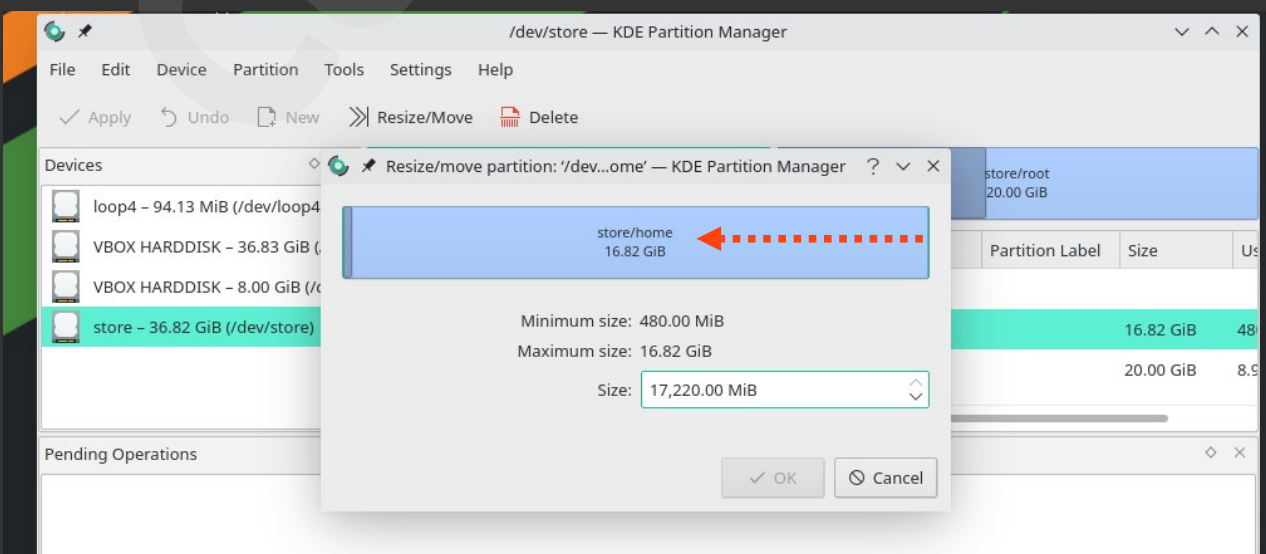 /dev/store — KDE Partition Manager
File Edit Device Partition Tools Settings Help
Apply Undo New Resize/Move Delete
Devices
loop4 – 94.13 MiB (/dev/loop4
VBOX HARDDISK – 36.83 GiB (
VBOX HARDDISK – 8.00 GiB (/d
store – 36.82 GiB (/dev/store)
Resize/move partition: ‘/dev...ome’ — KDE Partition Manager
store/home
16.82 GiB
Minimum size: 480.00 MiB
Maximum size: 16.82 GiB
Size: 17,220.00 MiB
OK Cancel
store/root
20.00 GiB
Partition Label Size Us
16.82 GiB 48
20.00 GiB 8.9
Pending Operations